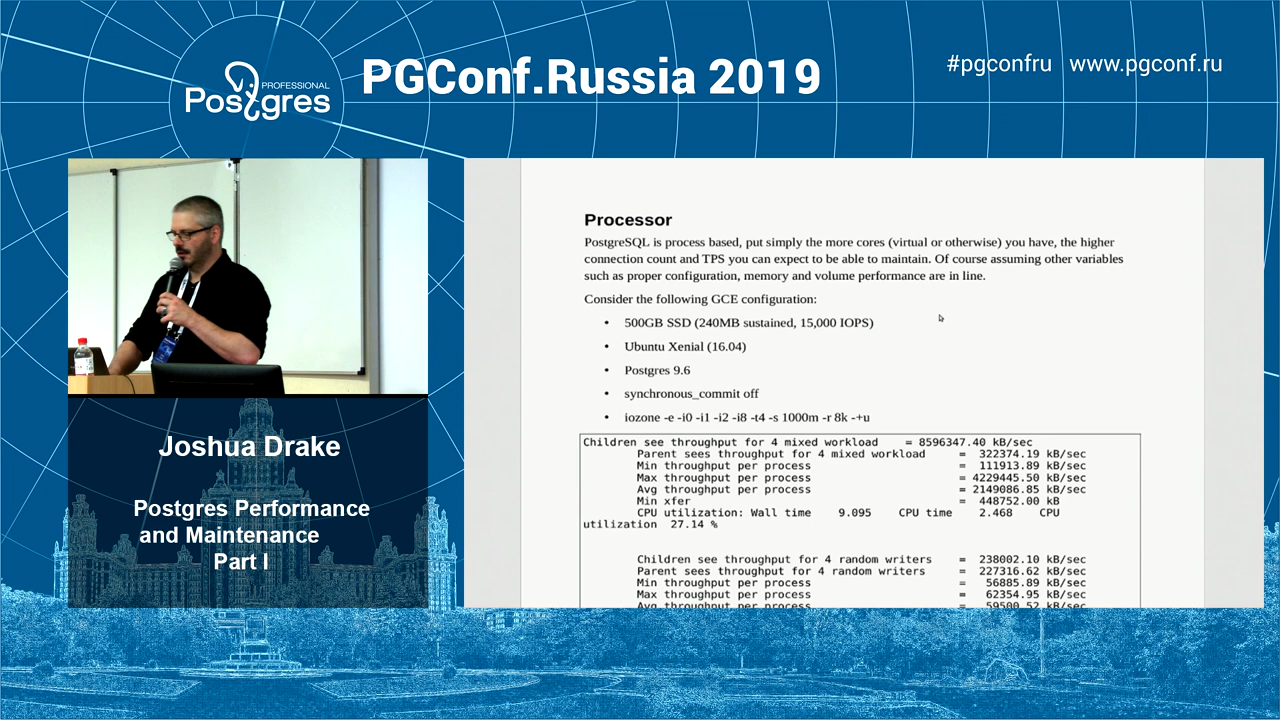 PROFESSIONAL
Postgres
PGConf.Russia 2019
#pgconfru www.pgconf.ru
Joshua Drake
Postgres Performance
and Maintenance
Part I
Processor
PostgreSQL is process based, put simply the more cores (virtual or otherwise) you have, the higher
connection count and TPS you can expect to be able to maintain. Of course assuming other variables
such as proper configuration, memory and volume performance are in line.
Consider the following GCE configuration:
• 500GB SSD (240MB sustained, 15,000 IOPS)
• Ubuntu Xenial (16.04)
• Postgres 9.6
• synchronous_commit off
• iozone -e -i0 -i1 -i2 -i8 -t4 -s 1000m -r 8k -+u
Children see throughput for 4 mixed workload = 8596347.40 kB/sec
Parent sees throughput for 4 mixed workload = 322374.19 kB/sec
Min throughput per process = 111913.89 kB/sec
Max throughput per process = 4229445.50 kB/sec
Avg throughput per process = 2149086.85 kB/sec
Min xfer = 448752.00 kB
CPU utilization: Wall time 9.095 CPU time 2.468 CPU
utilization 27.14 %
Children see throughput for 4 random writers = 238002.10 kB/sec
Parent sees throughput for 4 random writers = 227316.62 kB/sec
Min throughput per process = 56885.89 kB/sec
Max throughput per process = 62354.95 kB/sec
Avg throughput per process = 59500.52 kB/sec